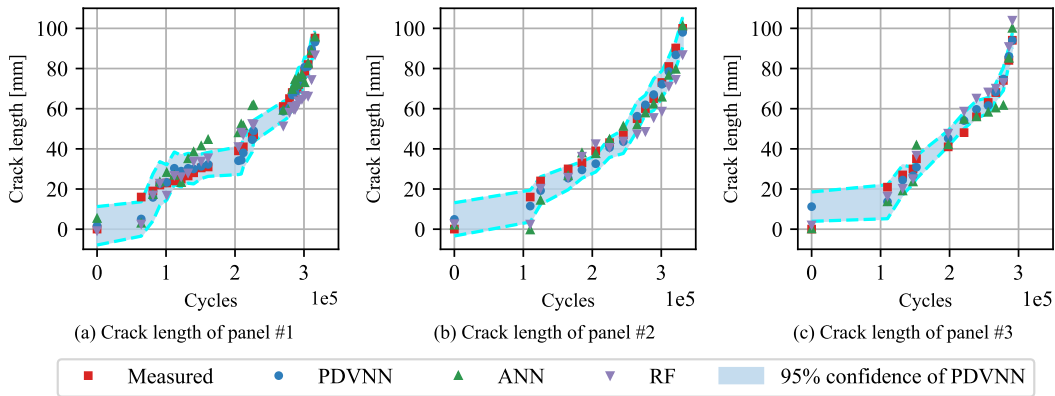 Crack length [mm]
100
80
60
40
20
0
0 1 2 3
Cycles
1e5
(a) Crack length of panel #1
Crack length [mm]
100
80
60
40
20
0
0 1 2 3
Cycles
1e5
(b) Crack length of panel #2
Crack length [mm]
100
80
60
40
20
0
0 1 2 3
Cycles
1e5
(c) Crack length of panel #3
Measured PDVNN ANN RF 95% confidence of PDVNN